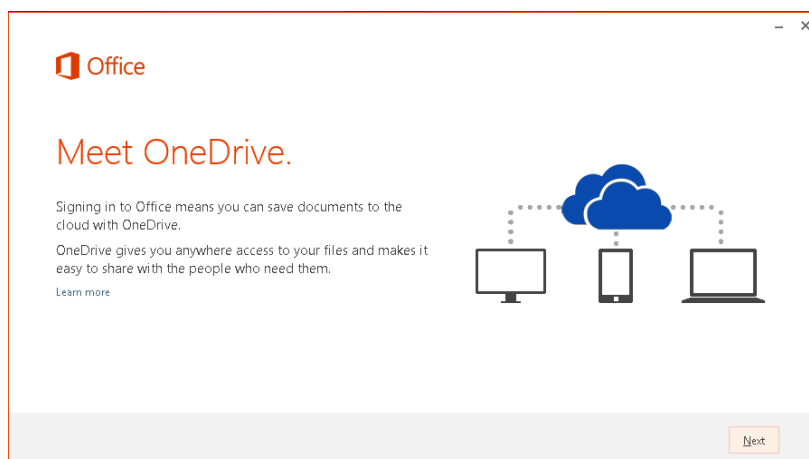 Office
Meet OneDrive.
Signing in to Office means you can save documents to the
cloud with OneDrive.
OneDrive gives you anywhere access to your files and makes it
easy to share with the people who need them.
Learn more
Next